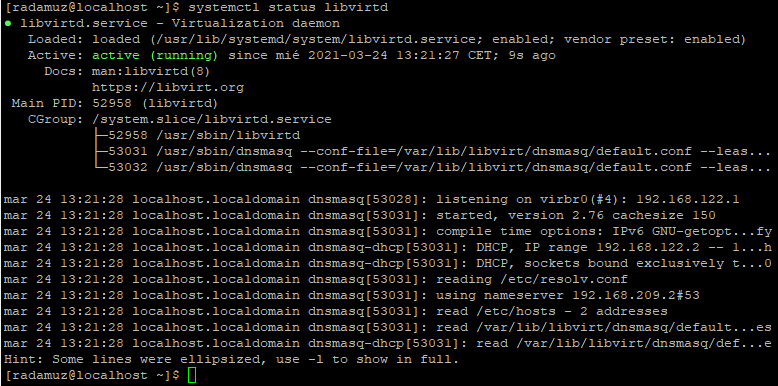 [radamuz@localhost ~]$ systemctl status libvirtd
● libvirtd.service - Virtualization daemon
   Loaded: loaded (/usr/lib/systemd/system/libvirtd.service; enabled; vendor preset: enabled)
   Active: active (running) since mié 2021-03-24 13:21:27 CET; 9s ago
     Docs: man:libvirtd(8)
           https://libvirt.org
 Main PID: 52958 (libvirtd)
   CGroup: /system.slice/libvirtd.service
           ├─52958 /usr/sbin/libvirtd
           ├─53031 /usr/sbin/dnsmasq --conf-file=/var/lib/libvirt/dnsmasq/default.conf --leas...
           └─53032 /usr/sbin/dnsmasq --conf-file=/var/lib/libvirt/dnsmasq/default.conf --leas...
mar 24 13:21:28 localhost.localdomain dnsmasq[53028]: listening on virbr0(#4): 192.168.122.1
mar 24 13:21:28 localhost.localdomain dnsmasq[53031]: started, version 2.76 cachesize 150
mar 24 13:21:28 localhost.localdomain dnsmasq[53031]: compile time options: IPv6 GNU-getopt...fy
mar 24 13:21:28 localhost.localdomain dnsmasq-dhcp[53031]: DHCP, IP range 192.168.122.2 -- 1...h
mar 24 13:21:28 localhost.localdomain dnsmasq-dhcp[53031]: DHCP, sockets bound exclusively t...0
mar 24 13:21:28 localhost.localdomain dnsmasq[53031]: reading /etc/resolv.conf
mar 24 13:21:28 localhost.localdomain dnsmasq[53031]: using nameserver 192.168.209.2#53
mar 24 13:21:28 localhost.localdomain dnsmasq[53031]: read /etc/hosts - 2 addresses
mar 24 13:21:28 localhost.localdomain dnsmasq[53031]: read /var/lib/libvirt/dnsmasq/default...es
mar 24 13:21:28 localhost.localdomain dnsmasq-dhcp[53031]: read /var/lib/libvirt/dnsmasq/def...e
Hint: Some lines were ellipsized, use -l to show in full.
[radamuz@localhost ~]$